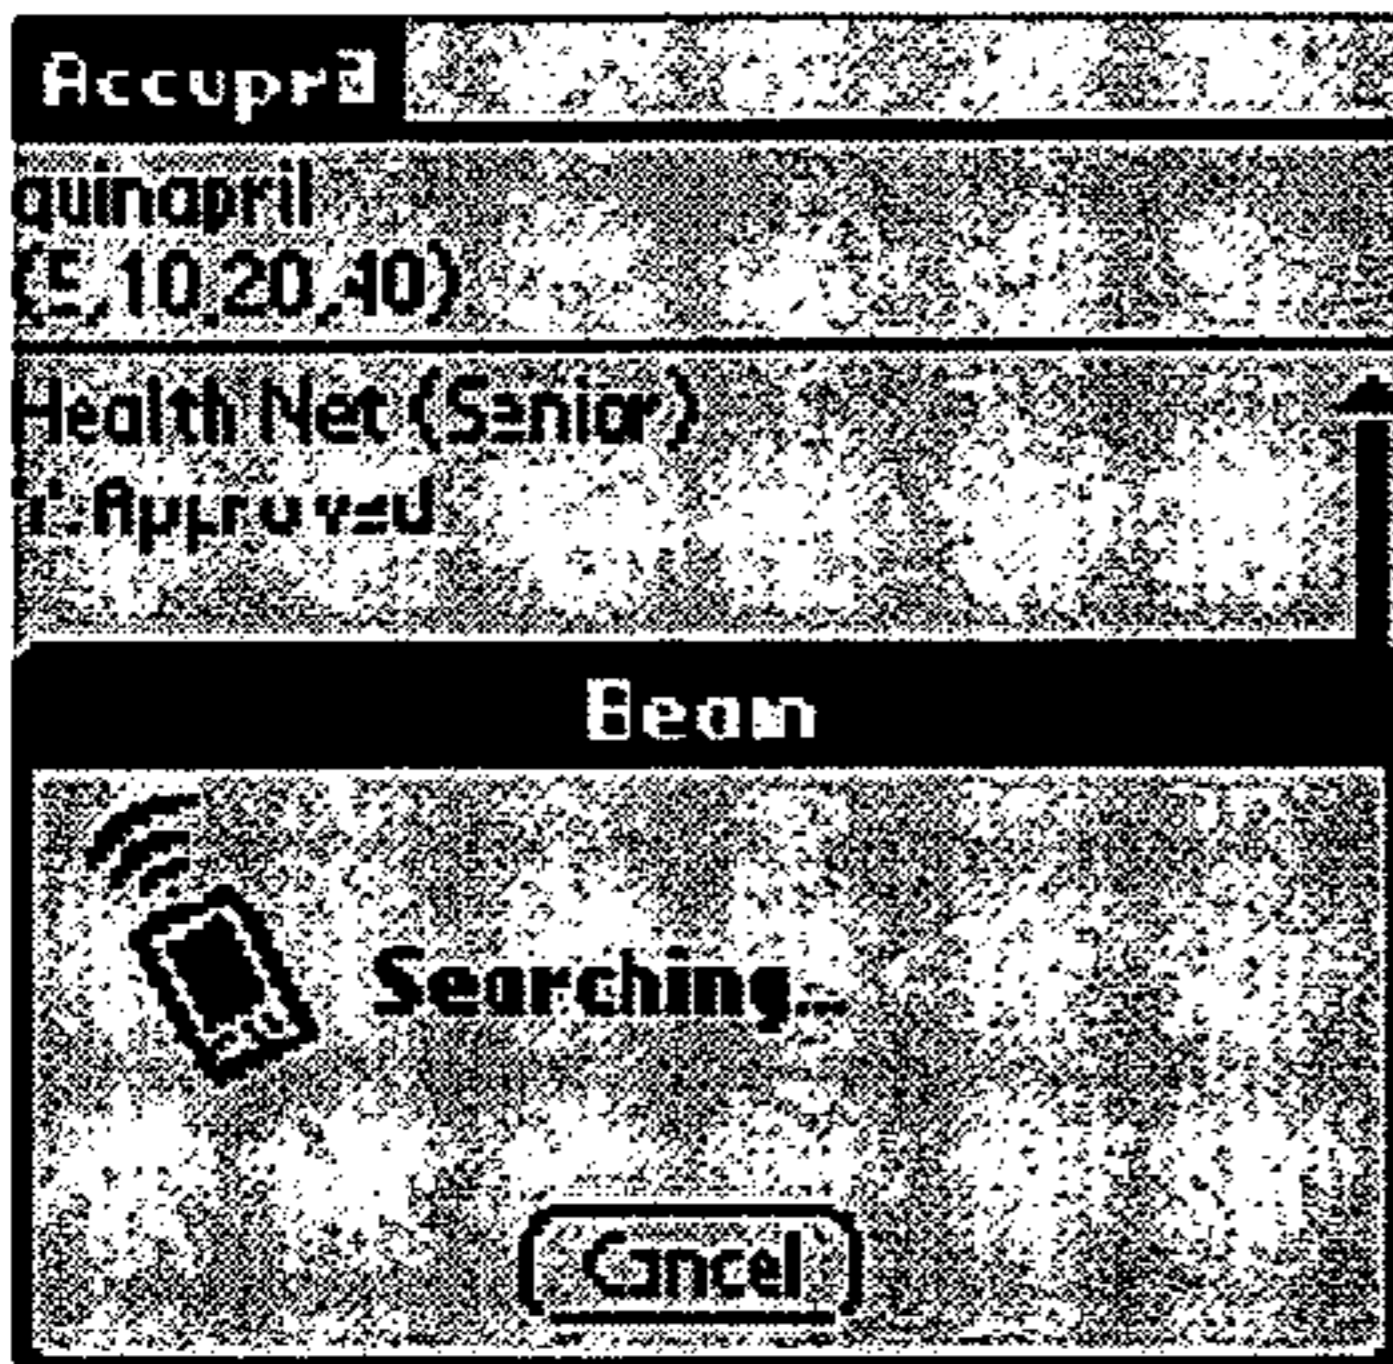 Accupril
quinapril
(5,10,20,40)
Health Net (Senior)
Approved
Beam
Searching...
Cancel